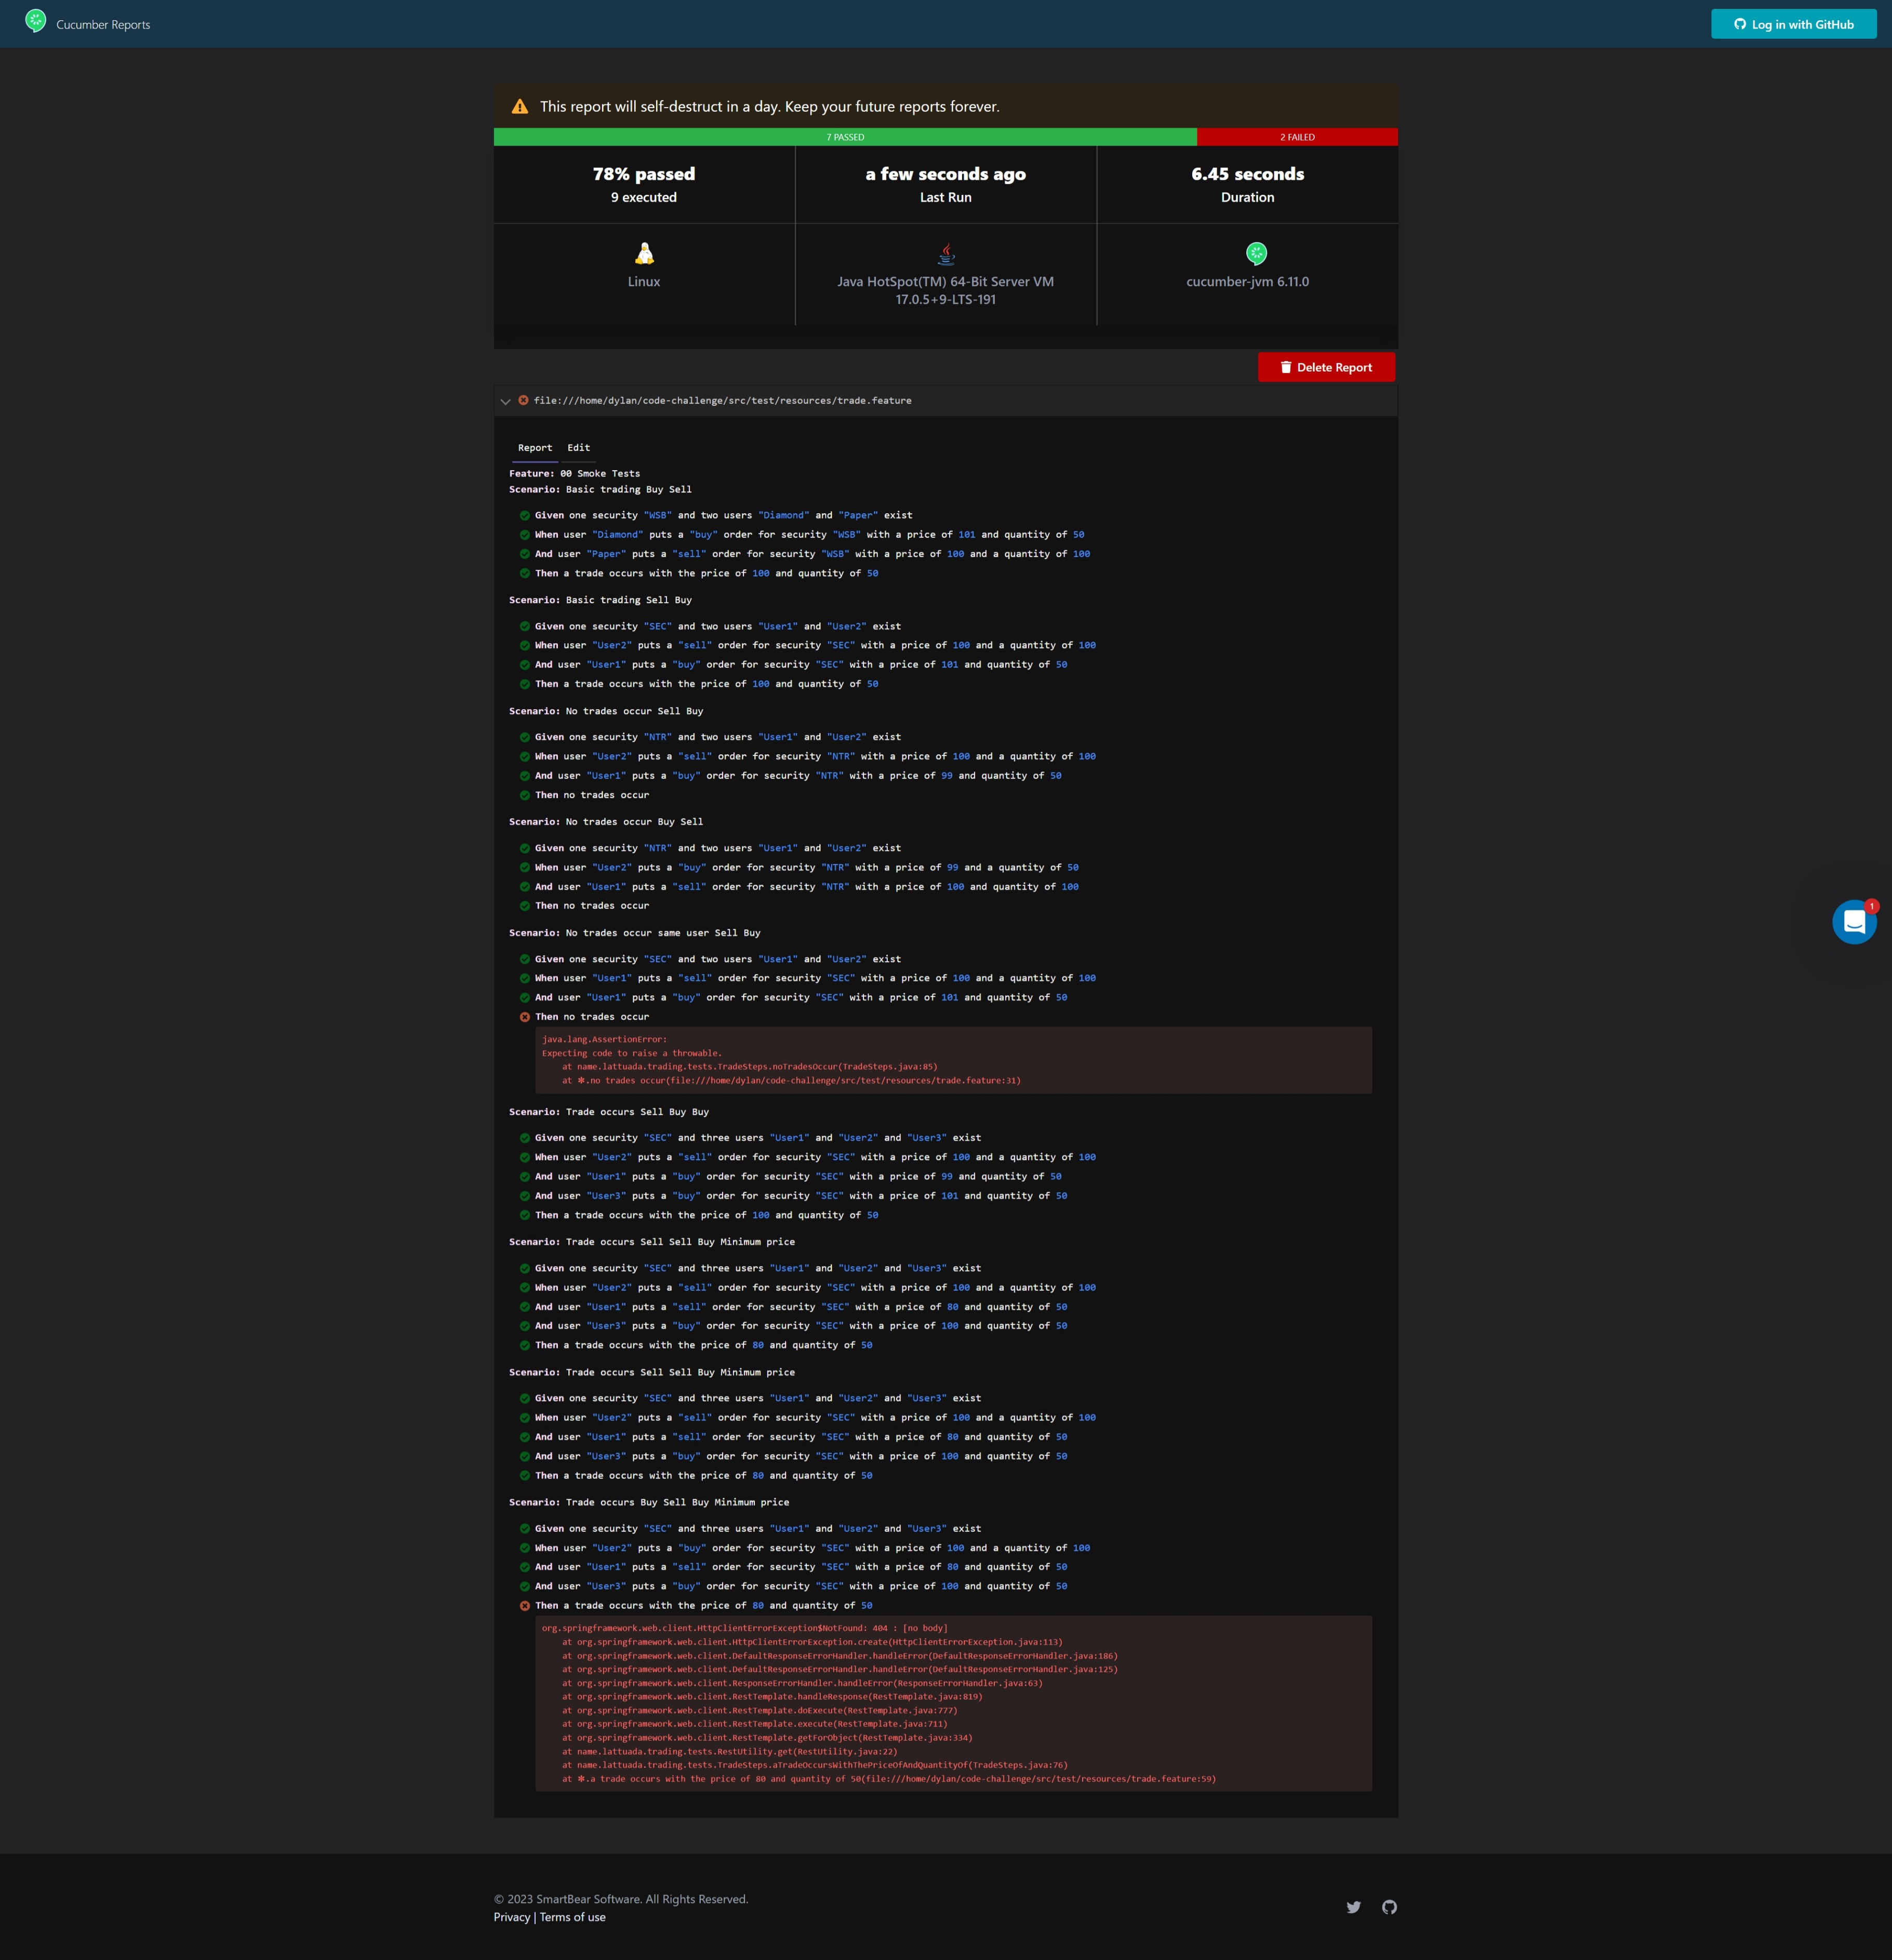 Cucumber Reports
Log in with GitHub
This report will self-destruct in a day. Keep your future reports forever.
7 PASSED
2 FAILED
78% passed
9 executed
a few seconds ago
Last Run
6.45 seconds
Duration
Linux
Java HotSpot(TM) 64-Bit Server VM
17.0.5+9-LTS-191
cucumber-jvm 6.11.0
Delete Report
file:///home/dylan/code-challenge/src/test/resources/trade.feature
Report Edit
Feature: 00 Smoke Tests
Scenario: Basic trading Buy Sell
Given one security "WSB" and two users "Diamond" and "Paper" exist
When user "Diamond" puts a "buy" order for security "WSB" with a price of 101 and quantity of 50
And user "Paper" puts a "sell" order for security "WSB" with a price of 100 and a quantity of 100
Then a trade occurs with the price of 100 and quantity of 50
Scenario: Basic trading Sell Buy
Given one security "SEC" and two users "User1" and "User2" exist
When user "User2" puts a "sell" order for security "SEC" with a price of 100 and a quantity of 100
And user "User1" puts a "buy" order for security "SEC" with a price of 101 and quantity of 50
Then a trade occurs with the price of 100 and quantity of 50
Scenario: No trades occur Sell Buy
Given one security "NTR" and two users "User1" and "User2" exist
When user "User2" puts a "sell" order for security "NTR" with a price of 100 and a quantity of 100
And user "User1" puts a "buy" order for security "NTR" with a price of 99 and quantity of 50
Then no trades occur
Scenario: No trades occur Buy Sell
Given one security "NTR" and two users "User1" and "User2" exist
When user "User2" puts a "buy" order for security "NTR" with a price of 99 and a quantity of 50
And user "User1" puts a "sell" order for security "NTR" with a price of 100 and quantity of 100
Then no trades occur
Scenario: No trades occur same user Sell Buy
Given one security "SEC" and two users "User1" and "User2" exist
When user "User1" puts a "sell" order for security "SEC" with a price of 100 and a quantity of 100
And user "User1" puts a "buy" order for security "SEC" with a price of 101 and quantity of 50
Then no trades occur
java.lang.AssertionError:
Expecting code to raise a throwable.
at name.lattuada.trading.tests.TradeSteps.noTradesOccur(TradeSteps.java:85)
at ✽.no trades occur(file:///home/dylan/code-challenge/src/test/resources/trade.feature:31)
Scenario: Trade occurs Sell Buy Buy
Given one security "SEC" and three users "User1" and "User2" and "User3" exist
When user "User2" puts a "sell" order for security "SEC" with a price of 100 and a quantity of 100
And user "User1" puts a "buy" order for security "SEC" with a price of 99 and quantity of 50
And user "User3" puts a "buy" order for security "SEC" with a price of 101 and quantity of 50
Then a trade occurs with the price of 100 and quantity of 50
Scenario: Trade occurs Sell Sell Buy Minimum price
Given one security "SEC" and three users "User1" and "User2" and "User3" exist
When user "User2" puts a "sell" order for security "SEC" with a price of 100 and a quantity of 100
And user "User1" puts a "sell" order for security "SEC" with a price of 80 and quantity of 50
And user "User3" puts a "buy" order for security "SEC" with a price of 100 and quantity of 50
Then a trade occurs with the price of 80 and quantity of 50
Scenario: Trade occurs Sell Sell Buy Minimum price
Given one security "SEC" and three users "User1" and "User2" and "User3" exist
When user "User2" puts a "sell" order for security "SEC" with a price of 100 and a quantity of 100
And user "User1" puts a "sell" order for security "SEC" with a price of 80 and quantity of 50
And user "User3" puts a "buy" order for security "SEC" with a price of 100 and quantity of 50
Then a trade occurs with the price of 80 and quantity of 50
Scenario: Trade occurs Buy Sell Buy Minimum price
Given one security "SEC" and three users "User1" and "User2" and "User3" exist
When user "User2" puts a "buy" order for security "SEC" with a price of 100 and a quantity of 100
And user "User1" puts a "sell" order for security "SEC" with a price of 80 and quantity of 50
And user "User3" puts a "buy" order for security "SEC" with a price of 100 and quantity of 50
Then a trade occurs with the price of 80 and quantity of 50
org.springframework.web.client.HttpClientErrorException$NotFound: 404 : [no body]
at org.springframework.web.client.HttpClientErrorException.create(HttpClientErrorException.java:113)
at org.springframework.web.client.DefaultResponseErrorHandler.handleError(DefaultResponseErrorHandler.java:186)
at org.springframework.web.client.DefaultResponseErrorHandler.handleError(DefaultResponseErrorHandler.java:125)
at org.springframework.web.client.ResponseErrorHandler.handleError(ResponseErrorHandler.java:63)
at org.springframework.web.client.RestTemplate.handleResponse(RestTemplate.java:819)
at org.springframework.web.client.RestTemplate.doExecute(RestTemplate.java:777)
at org.springframework.web.client.RestTemplate.execute(RestTemplate.java:711)
at org.springframework.web.client.RestTemplate.getForObject(RestTemplate.java:334)
at name.lattuada.trading.tests.RestUtility.get(RestUtility.java:22)
at name.lattuada.trading.tests.TradeSteps.aTradeOccursWithThePriceOfAndQuantityOf(TradeSteps.java:76)
at ✽.a trade occurs with the price of 80 and quantity of 50(file:///home/dylan/code-challenge/src/test/resources/trade.feature:59)
1
© 2023 SmartBear Software. All Rights Reserved.
Privacy | Terms of use